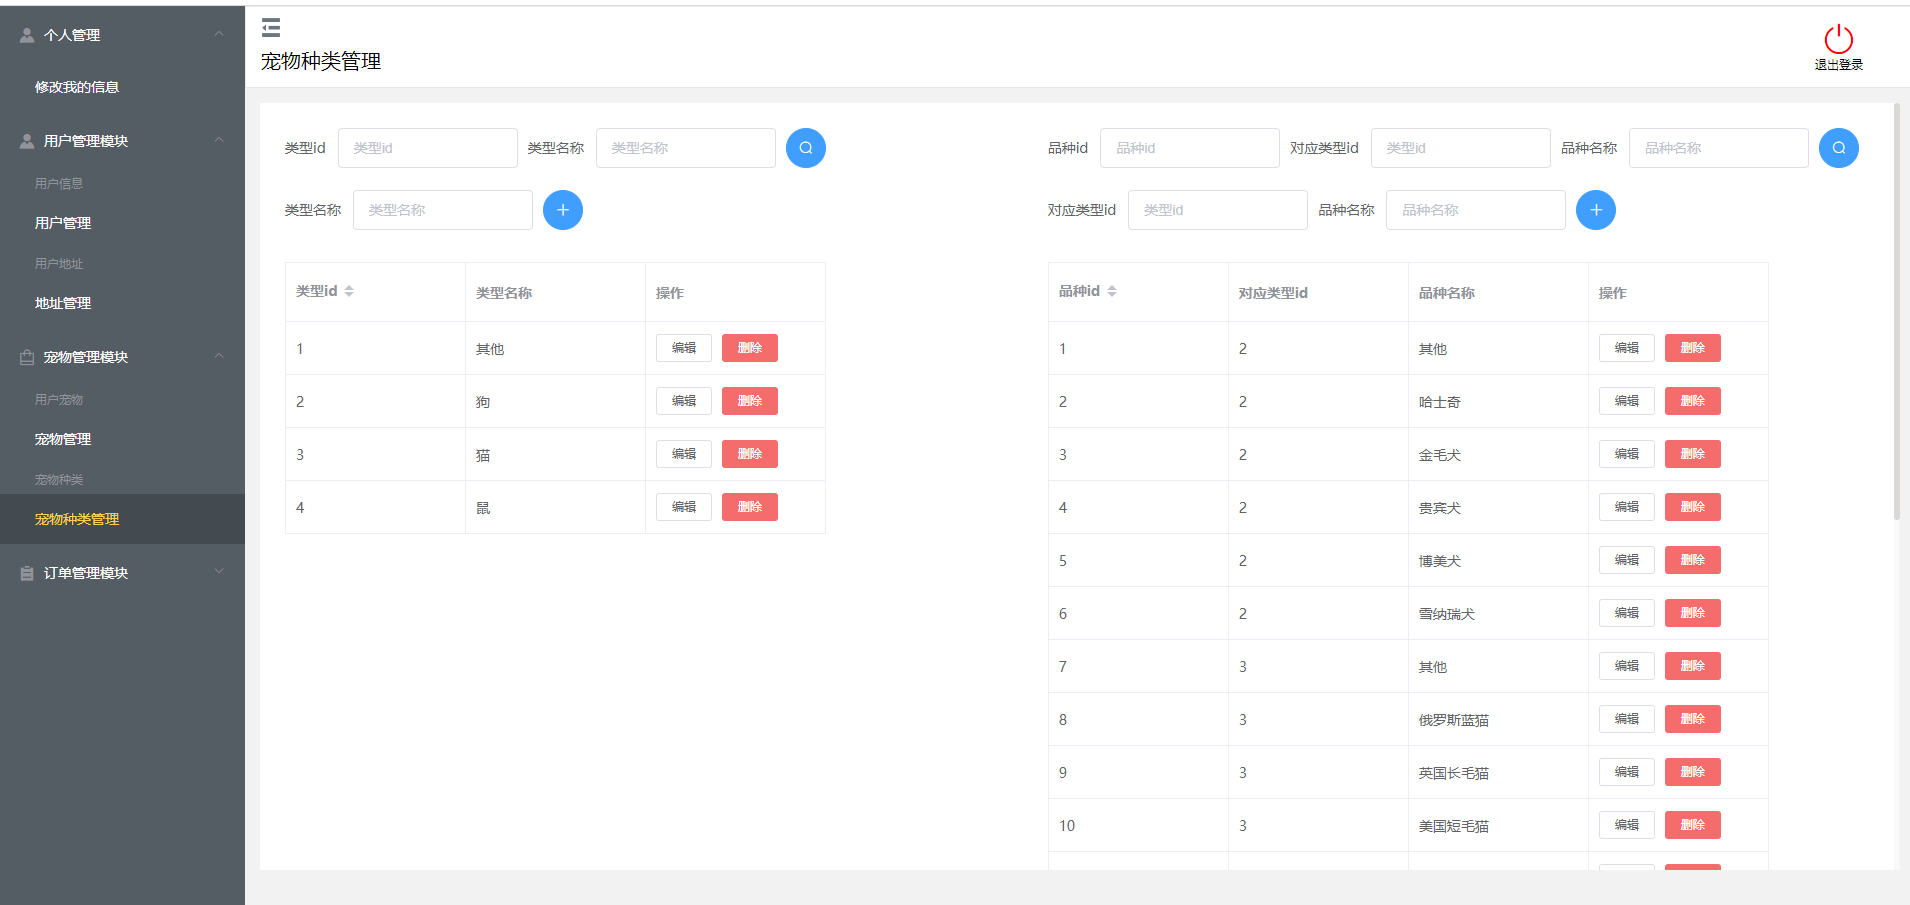 个人管理
修改我的信息
用户管理模块
用户信息
用户管理
用户地址
地址管理
宠物管理模块
用户宠物
宠物管理
宠物种类
宠物种类管理
订单管理模块
宠物种类管理
退出登录
类型id 类型id 类型名称 类型名称
类型名称 类型名称
类型id 类型名称 操作
1 其他 编辑 删除
2 狗 编辑 删除
3 猫 编辑 删除
4 鼠 编辑 删除
品种id 品种id 对应类型id 类型id 品种名称 品种名称
对应类型id 类型id 品种名称 品种名称
品种id 对应类型id 品种名称 操作
1 2 其他 编辑 删除
2 2 哈士奇 编辑 删除
3 2 金毛犬 编辑 删除
4 2 贵宾犬 编辑 删除
5 2 博美犬 编辑 删除
6 2 雪纳瑞犬 编辑 删除
7 3 其他 编辑 删除
8 3 俄罗斯蓝猫 编辑 删除
9 3 英国长毛猫 编辑 删除
10 3 美国短毛猫 编辑 删除